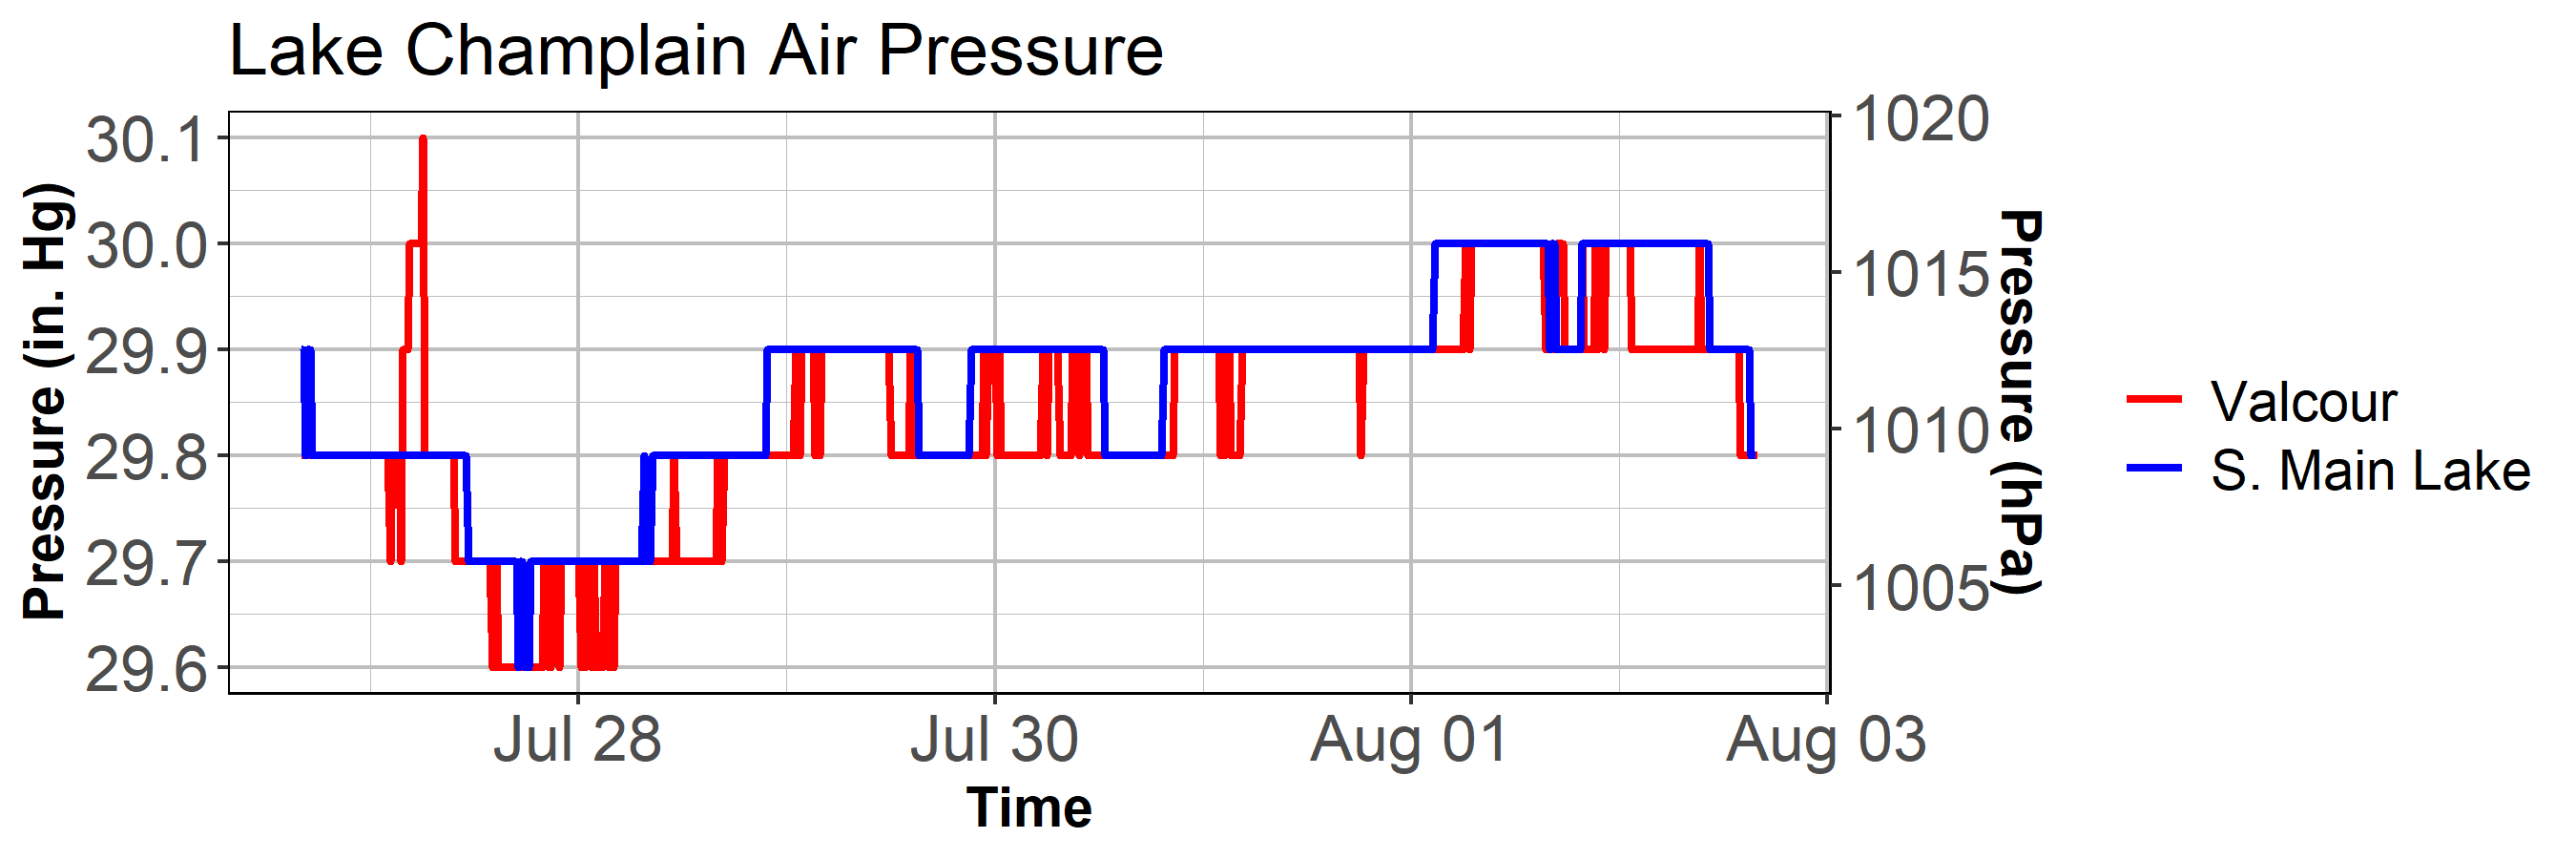 Lake Champlain Air Pressure
Pressure (in. Hg)
30.1
30.0
29.9
29.8
29.7
29.6
1020
1015
1010
1005
Pressure (hPa)
Jul 28
Jul 30
Aug 01
Aug 03
Time
Valcour
S. Main Lake